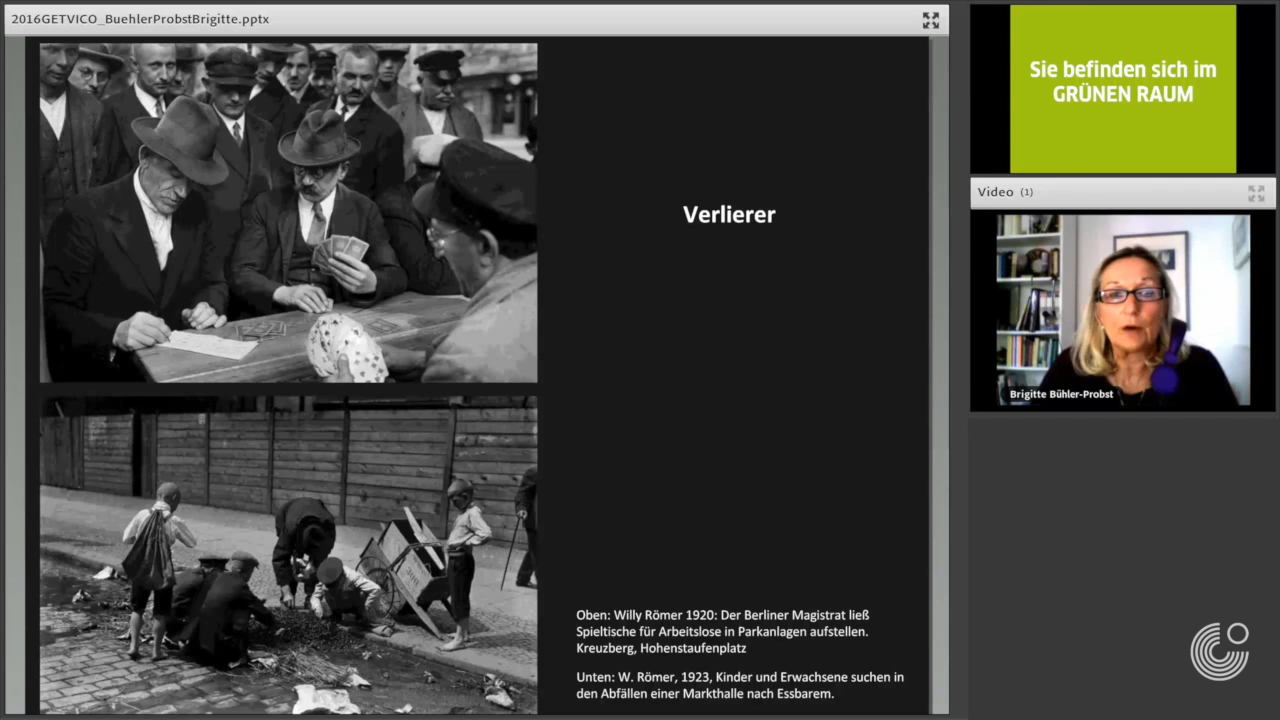 2016GETVICO_BuehlerProbstBrigitte.pptx
Verlierer
Oben: Willy Römer 1920: Der Berliner Magistrat ließ
Spieltische für Arbeitslose in Parkanlagen aufstellen.
Kreuzberg, Hohenstaufenplatz
Unten: W. Römer, 1923, Kinder und Erwachsene suchen in
den Abfällen einer Markthalle nach Essbarem.
Sie befinden sich im
GRÜNEN RAUM
Video (1)
Brigitte Bühler-Probst